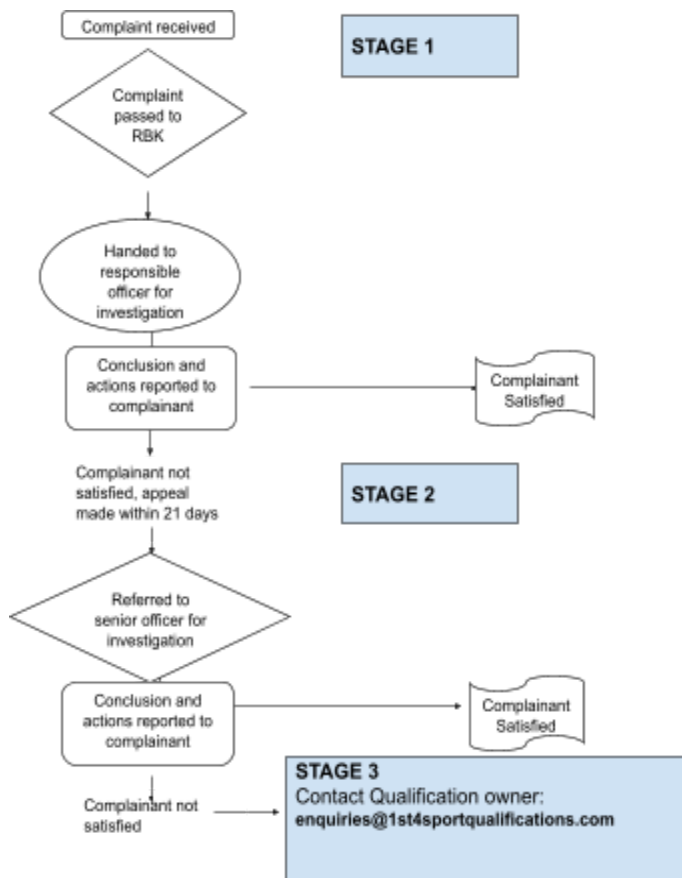 Complaint received
STAGE 1
Complaint
passed to
RBK
Handed to
responsible
officer for
investigation
Conclusion and
actions reported to
complainant
Complainant
Satisfied
Complainant not
satisfied, appeal
made within 21 days
STAGE 2
Referred to
senior officer for
investigation
Conclusion and
actions reported to
complainant
Complainant
Satisfied
Complainant not
satisfied
STAGE 3
Contact Qualification owner:
enquiries@1st4sportqualifications.com